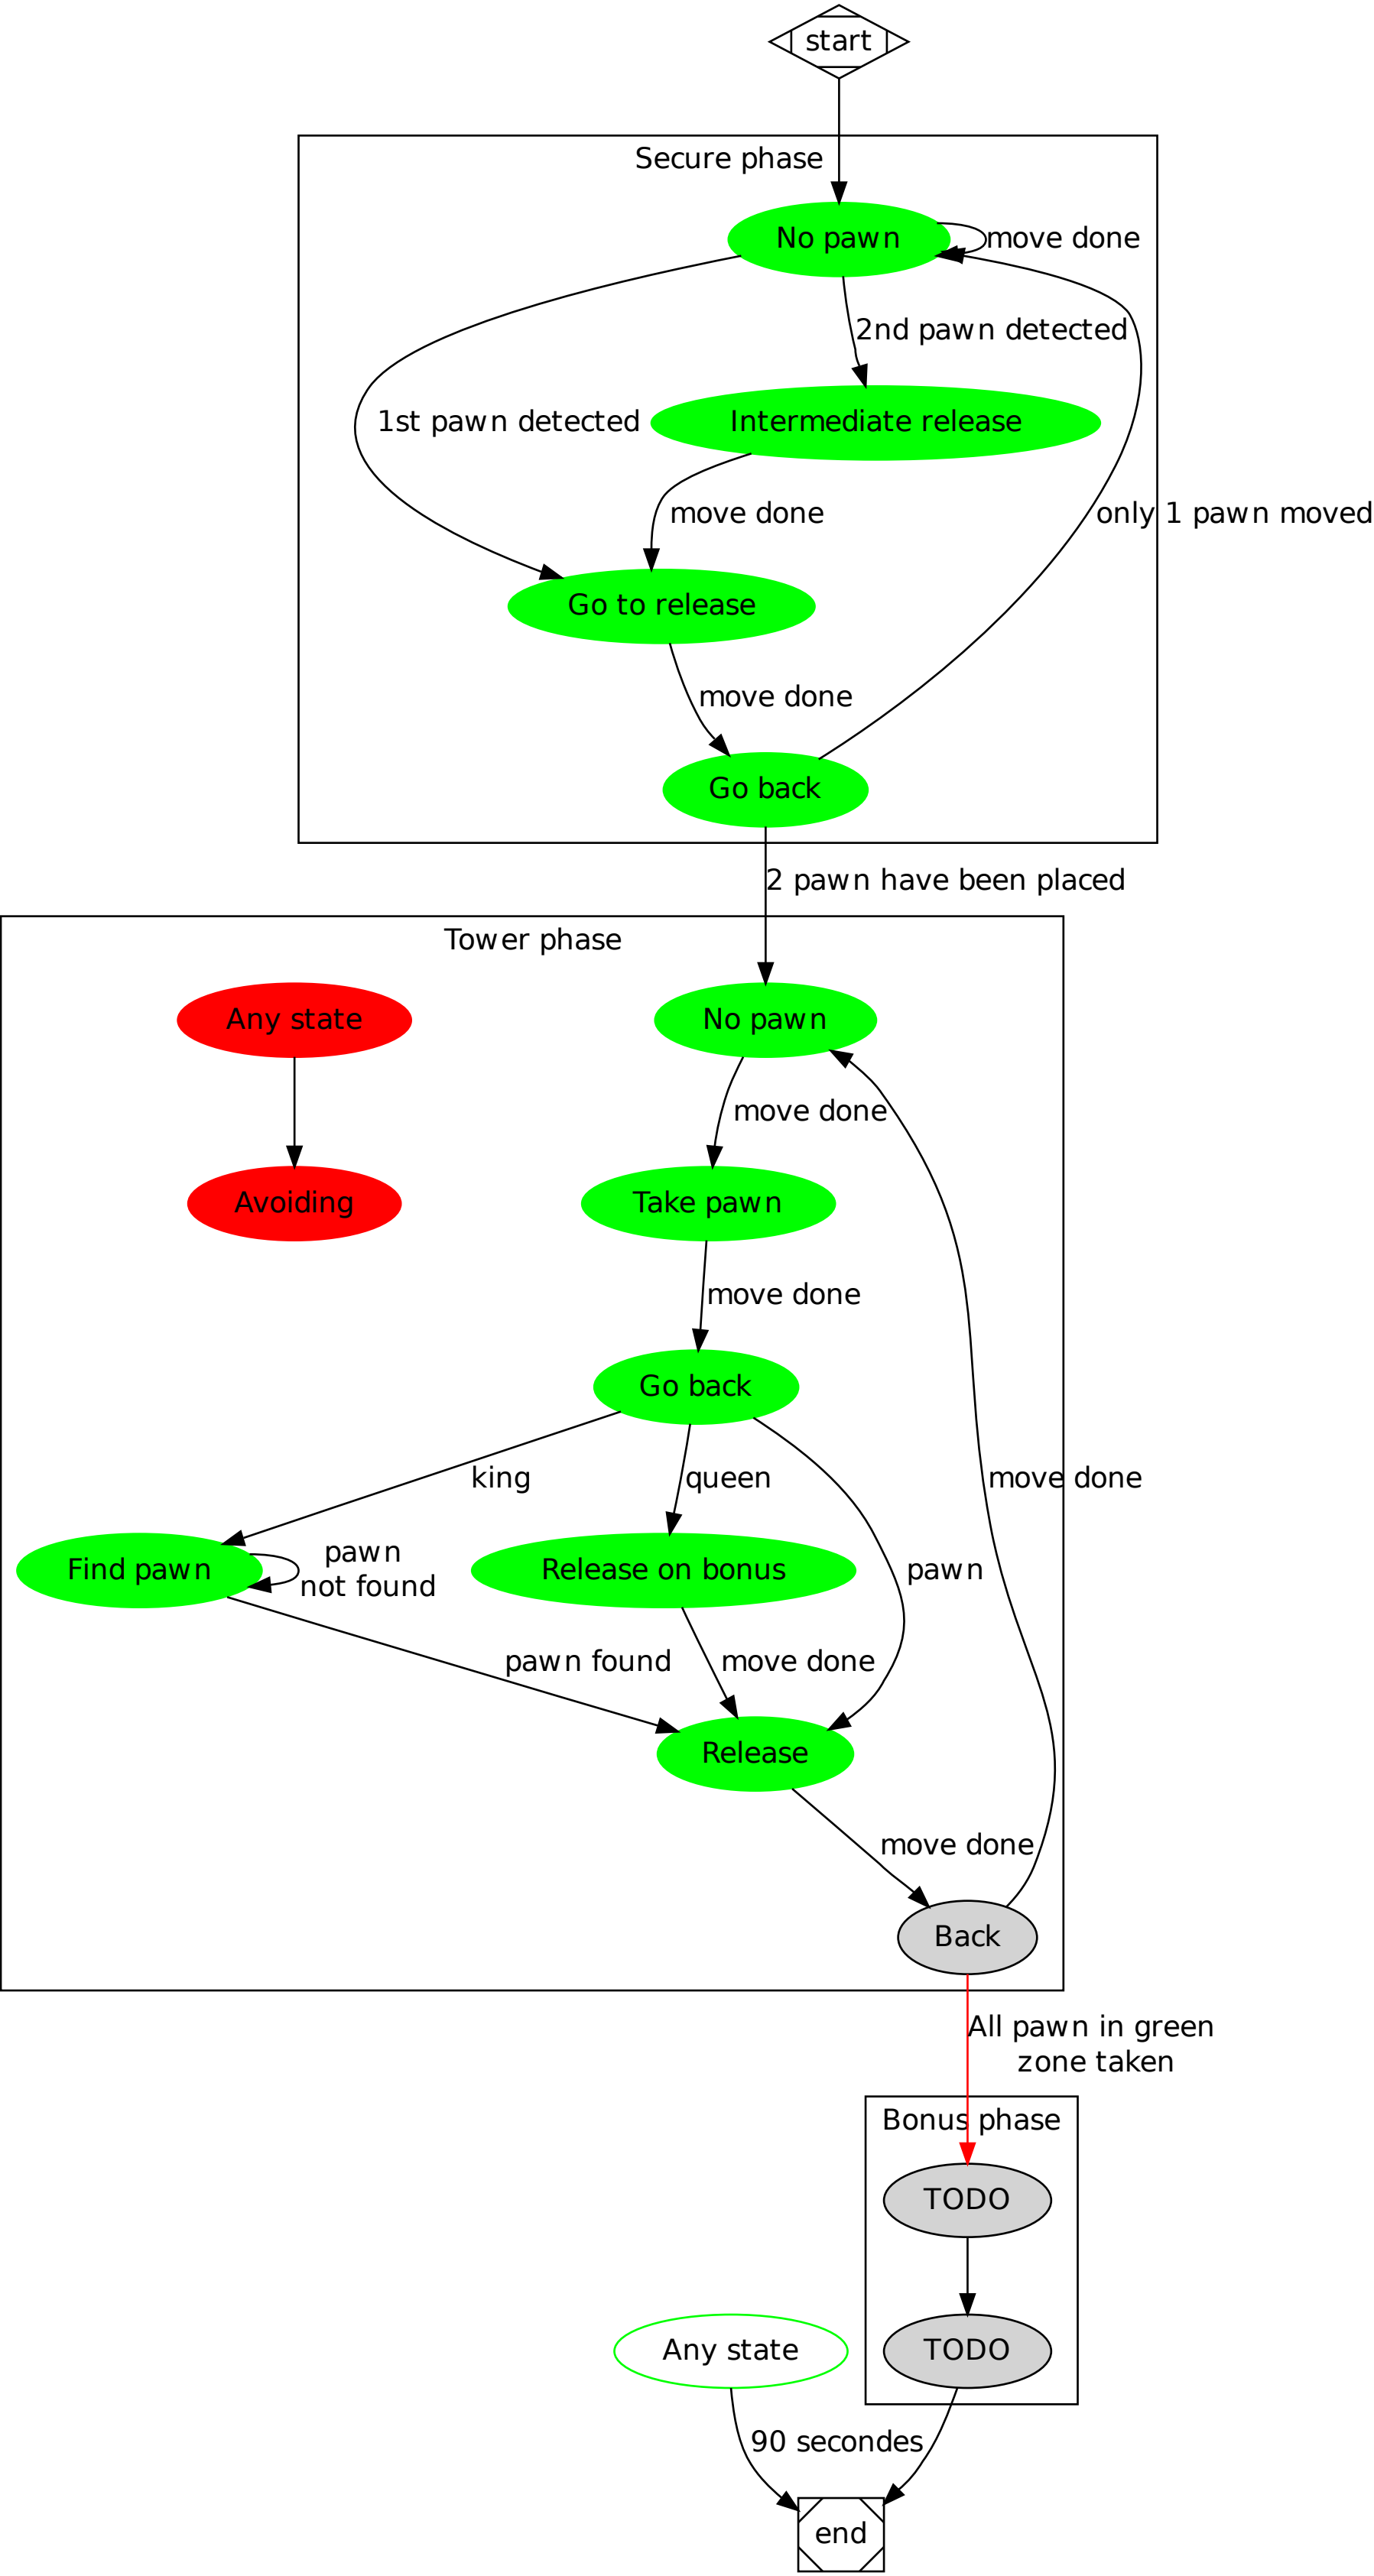 start
Secure phase
No pawn
move done
2nd pawn detected
1st pawn detected
Intermediate release
move done
only 1 pawn moved
Go to release
move done
Go back
2 pawn have been placed
Tower phase
Any state
No pawn
move done
Avoiding
Take pawn
move done
Go back
king
queen
move done
Find pawn
pawn
not found
Release on bonus
pawn
pawn found
move done
Release
move done
Back
All pawn in green
zone taken
Bonus phase
TODO
Any state
TODO
90 secondes
end